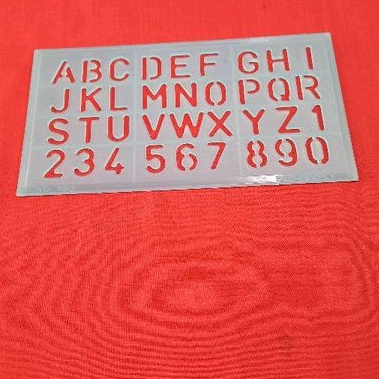 ABC DEF GHI
JKL MNO PQR
STU VWX YZ1
234 567 890